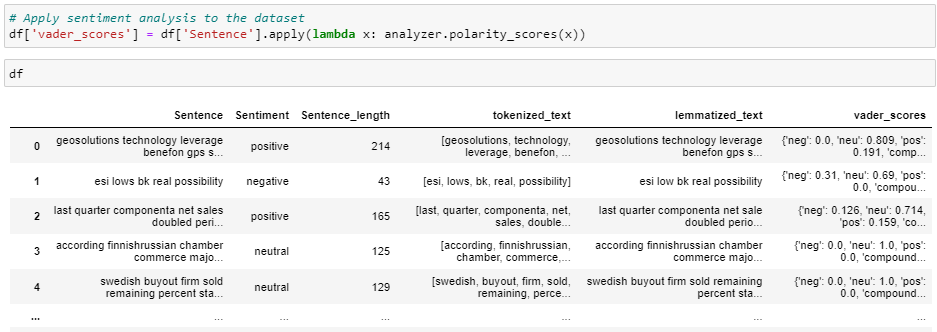 # Apply sentiment analysis to the dataset
df['vader_scores'] = df['Sentence'].apply(lambda x: analyzer.polarity_scores(x))
df
Sentence Sentiment Sentence_length tokenized_text lemmatized_text vader_scores
0 geosolutions technology leverage benefon gps s... positive 214 [geosolutions, technology, leverage, benefon, ... geosolutions technology leverage benefon gps s... {'neg': 0.0, 'neu': 0.809, 'pos': 0.191, 'comp...
1 esi lows bk real possibility negative 43 [esi, lows, bk, real, possibility] esi low bk real possibility {'neg': 0.31, 'neu': 0.69, 'pos': 0.0, 'compou...
2 last quarter componenta net sales doubled perio... positive 165 [last, quarter, componenta, net, sales, double... last quarter componenta net sale doubled perio... {'neg': 0.126, 'neu': 0.714, 'pos': 0.159, 'co...
3 according finnishrussian chamber commerce majo... neutral 125 [according, finnishrussian, chamber, commerce,... according finnishrussian chamber commerce majo... {'neg': 0.0, 'neu': 1.0, 'pos': 0.0, 'compound...
4 swedish buyout firm sold remaining percent sta... neutral 129 [swedish, buyout, firm, sold, remaining, perce... swedish buyout firm sold remaining percent sta... {'neg': 0.0, 'neu': 1.0, 'pos': 0.0, 'compound...
... ... ... ... ... ... ...